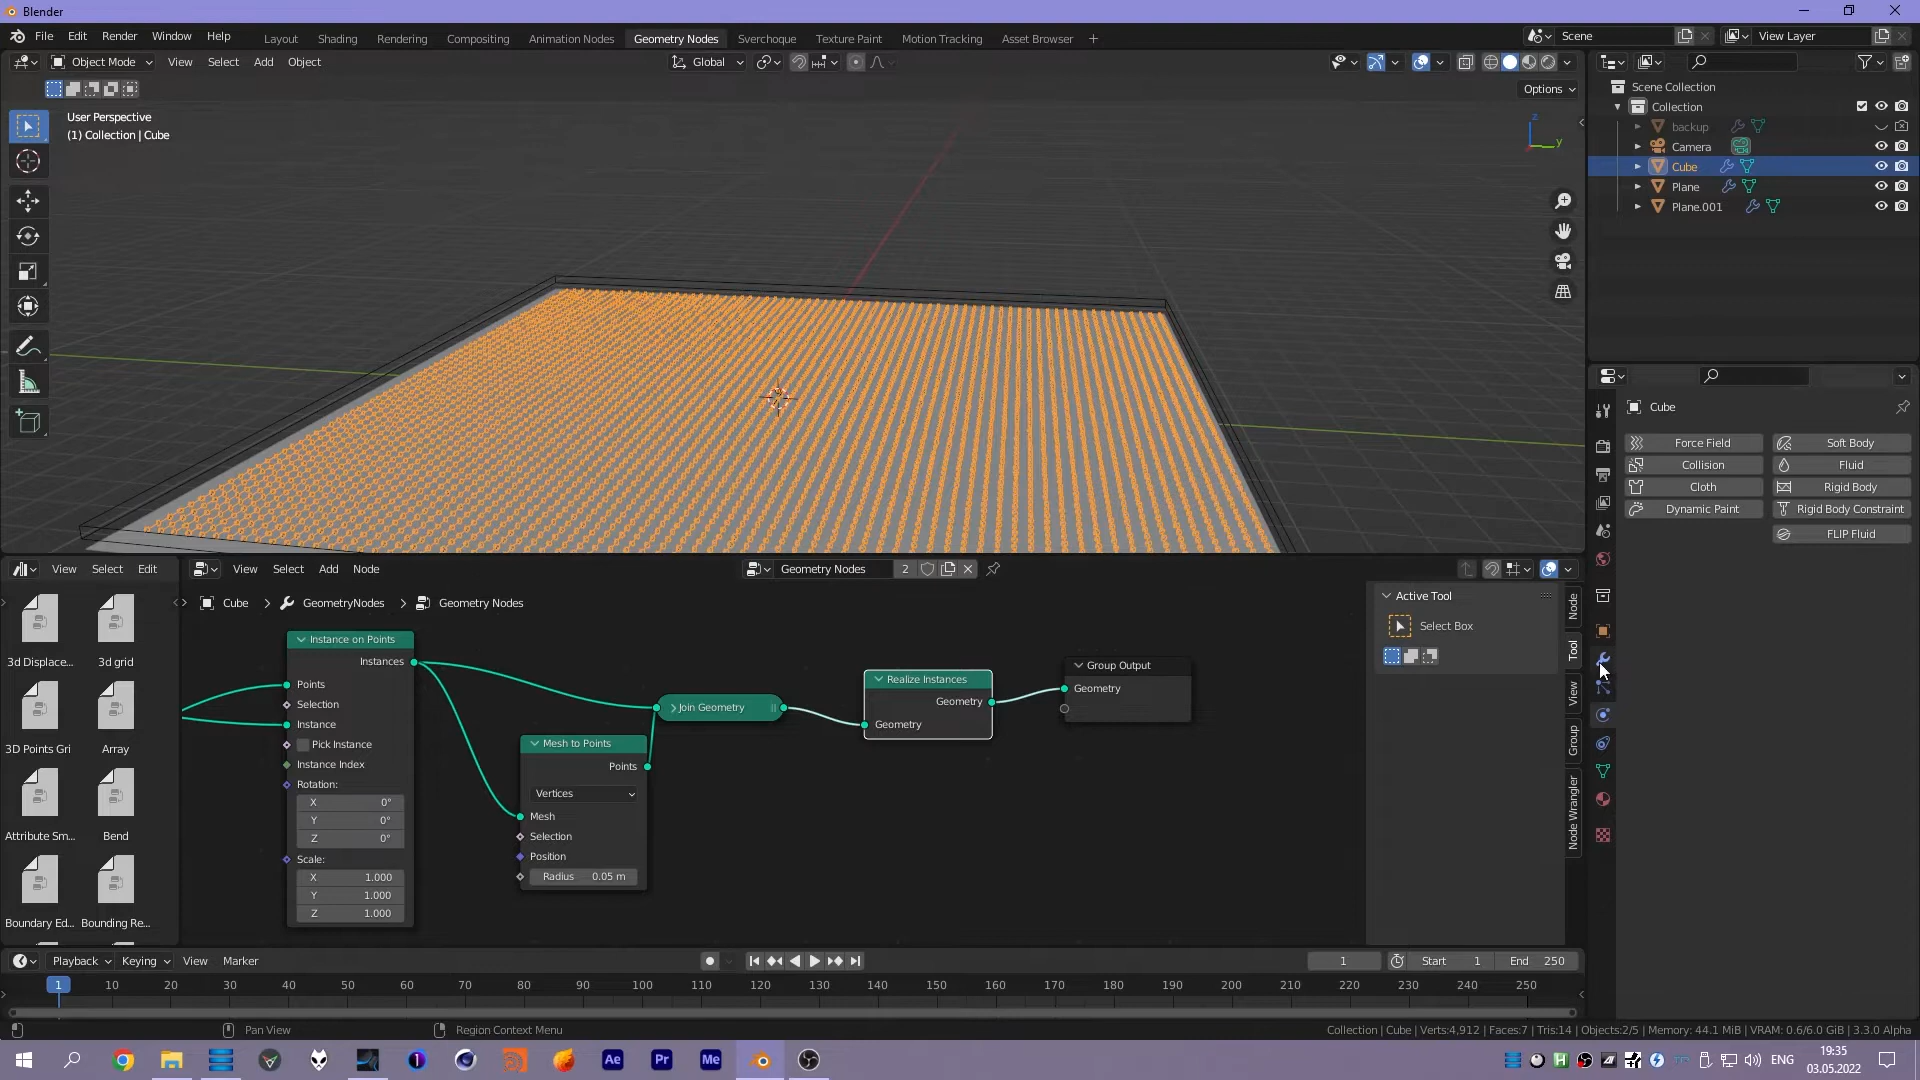 Blender
File Edit Render Window Help Layout Shading Rendering Compositing Animation Nodes Geometry Nodes Sverchoque Texture Paint Motion Tracking Asset Browser + Scene View Layer
Object Mode View Select Add Object Global
Options
User Perspective
(1) Collection | Cube
Z
Y
Scene Collection
Collection
backup
Camera
Cube
Plane
Plane.001
Cube
Force Field Soft Body
Collision Fluid
Cloth Rigid Body
Dynamic Paint Rigid Body Constraint
FLIP Fluid
View Select Edit
View Select Add Node Geometry Nodes 2
Cube > GeometryNodes > Geometry Nodes
3d Displace... 3d grid
3D Points Gri Array
Attribute Sm... Bend
Boundary Ed... Bounding Re...
Instance on Points
Instances
Points
Selection
Instance
Pick Instance
Instance Index
Rotation:
X 0°
Y 0°
Z 0°
Scale:
X 1.000
Y 1.000
Z 1.000
Mesh to Points
Points
Vertices
Mesh
Selection
Position
Radius 0.05 m
Join Geometry
Realize Instances
Geometry
Geometry
Group Output
Geometry
Active Tool
Select Box
Node
Tool
View
Group
Node Wrangler
Playback Keying View Marker 1 Start 1 End 250
1 10 20 30 40 50 60 70 80 90 100 110 120 130 140 150 160 170 180 190 200 210 220 230 240 250
Pan View Region Context Menu Collection | Cube | Verts:4,912 | Faces:7 | Tris:14 | Objects:2/5 | Memory: 44.1 MiB | VRAM: 0.6/6.0 GiB | 3.3.0 Alpha
Ae Pr Me ENG
19:35
03.05.2022